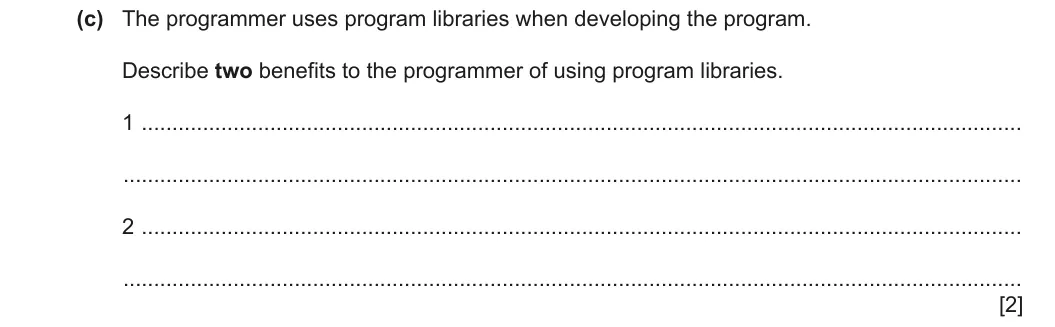 (c) The programmer uses program libraries when developing the program.
Describe two benefits to the programmer of using program libraries.
1 ................................................................................................................................................
...................................................................................................................................................
2 ................................................................................................................................................
...................................................................................................................................................
[2]